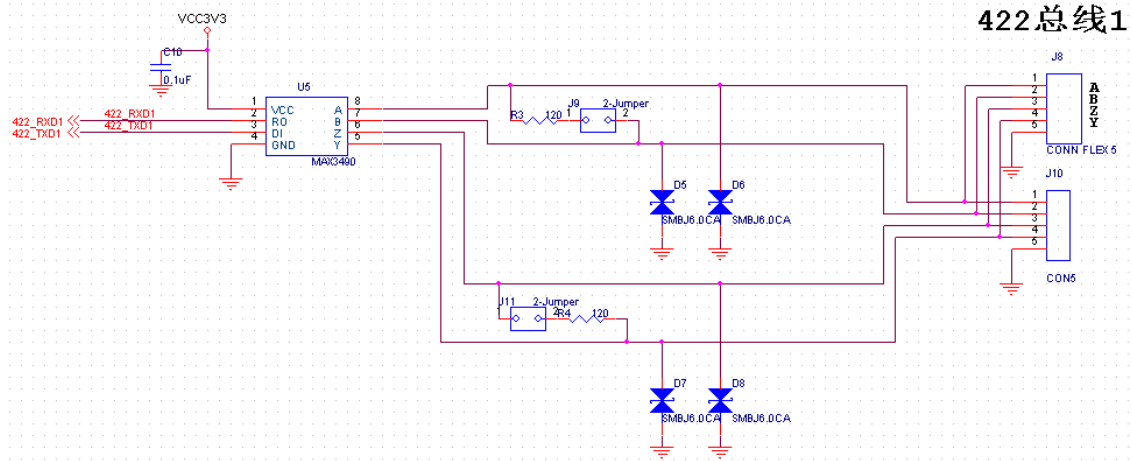 422总线1
VCC3V3
C10
0.1uF
U5
1 VCC A 8
2 RO B 7
3 DI Z 6
4 GND Y 5
MAX3490
422_RXD1
422_TXD1
422_RXD1
422_TXD1
R3 120
J9
2-Jumper
1 2
D5
SMBJ6.0CA
D6
SMBJ6.0CA
J11
2-Jumper
1 2
R4 120
D7
SMBJ6.0CA
D8
SMBJ6.0CA
J8
1
2
3
4
5
A
B
Z
Y
CONN FLEX 5
J10
1
2
3
4
5
CON5